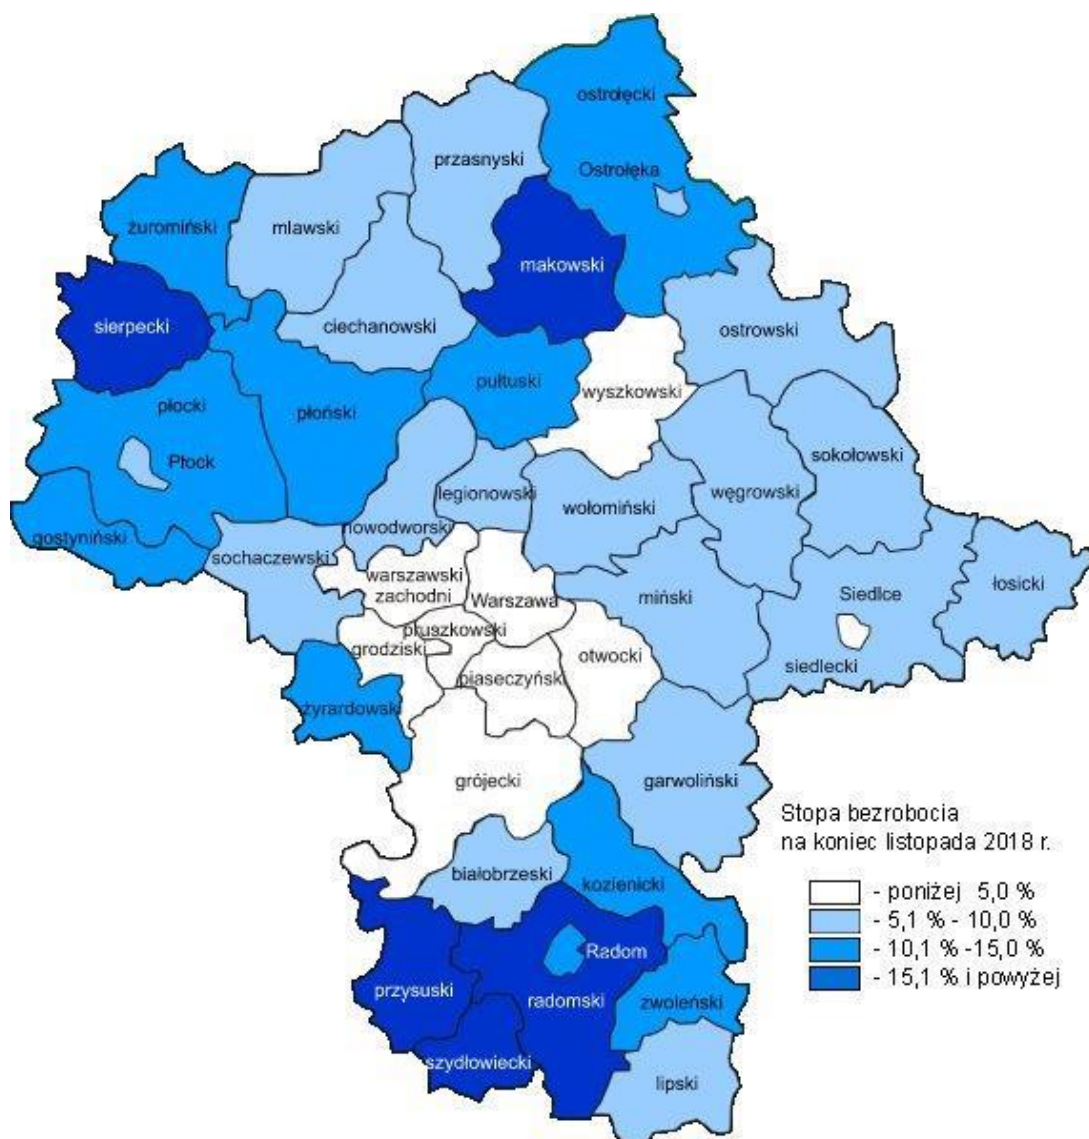 ostrołęcki
przasnyski
Ostrołęka
żuromiński
mlawski
makowski
sierpecki
ciechanowski
ostrowski
pułtuski
wyszkowski
płocki
płoński
Płock
sokołowski
legionowski
węgrowski
wołomiński
nowodworski
gostyniński
sochaczewski
warszawski
zachodni
Siedlce
łosicki
Warszawa
miński
pruszkowski
grodziski
otwocki
siedlecki
piaseczyński
żyrardowski
grójecki
garwoliński
Stopa bezrobocia
na koniec listopada 2018 r.
białobrzeski
kozienicki
- poniżej 5,0 %
- 5,1 % - 10,0 %
- 10,1 % -15,0 %
- 15,1 % i powyżej
Radom
przysuski
radomski
zwoleński
szydłowiecki
lipski